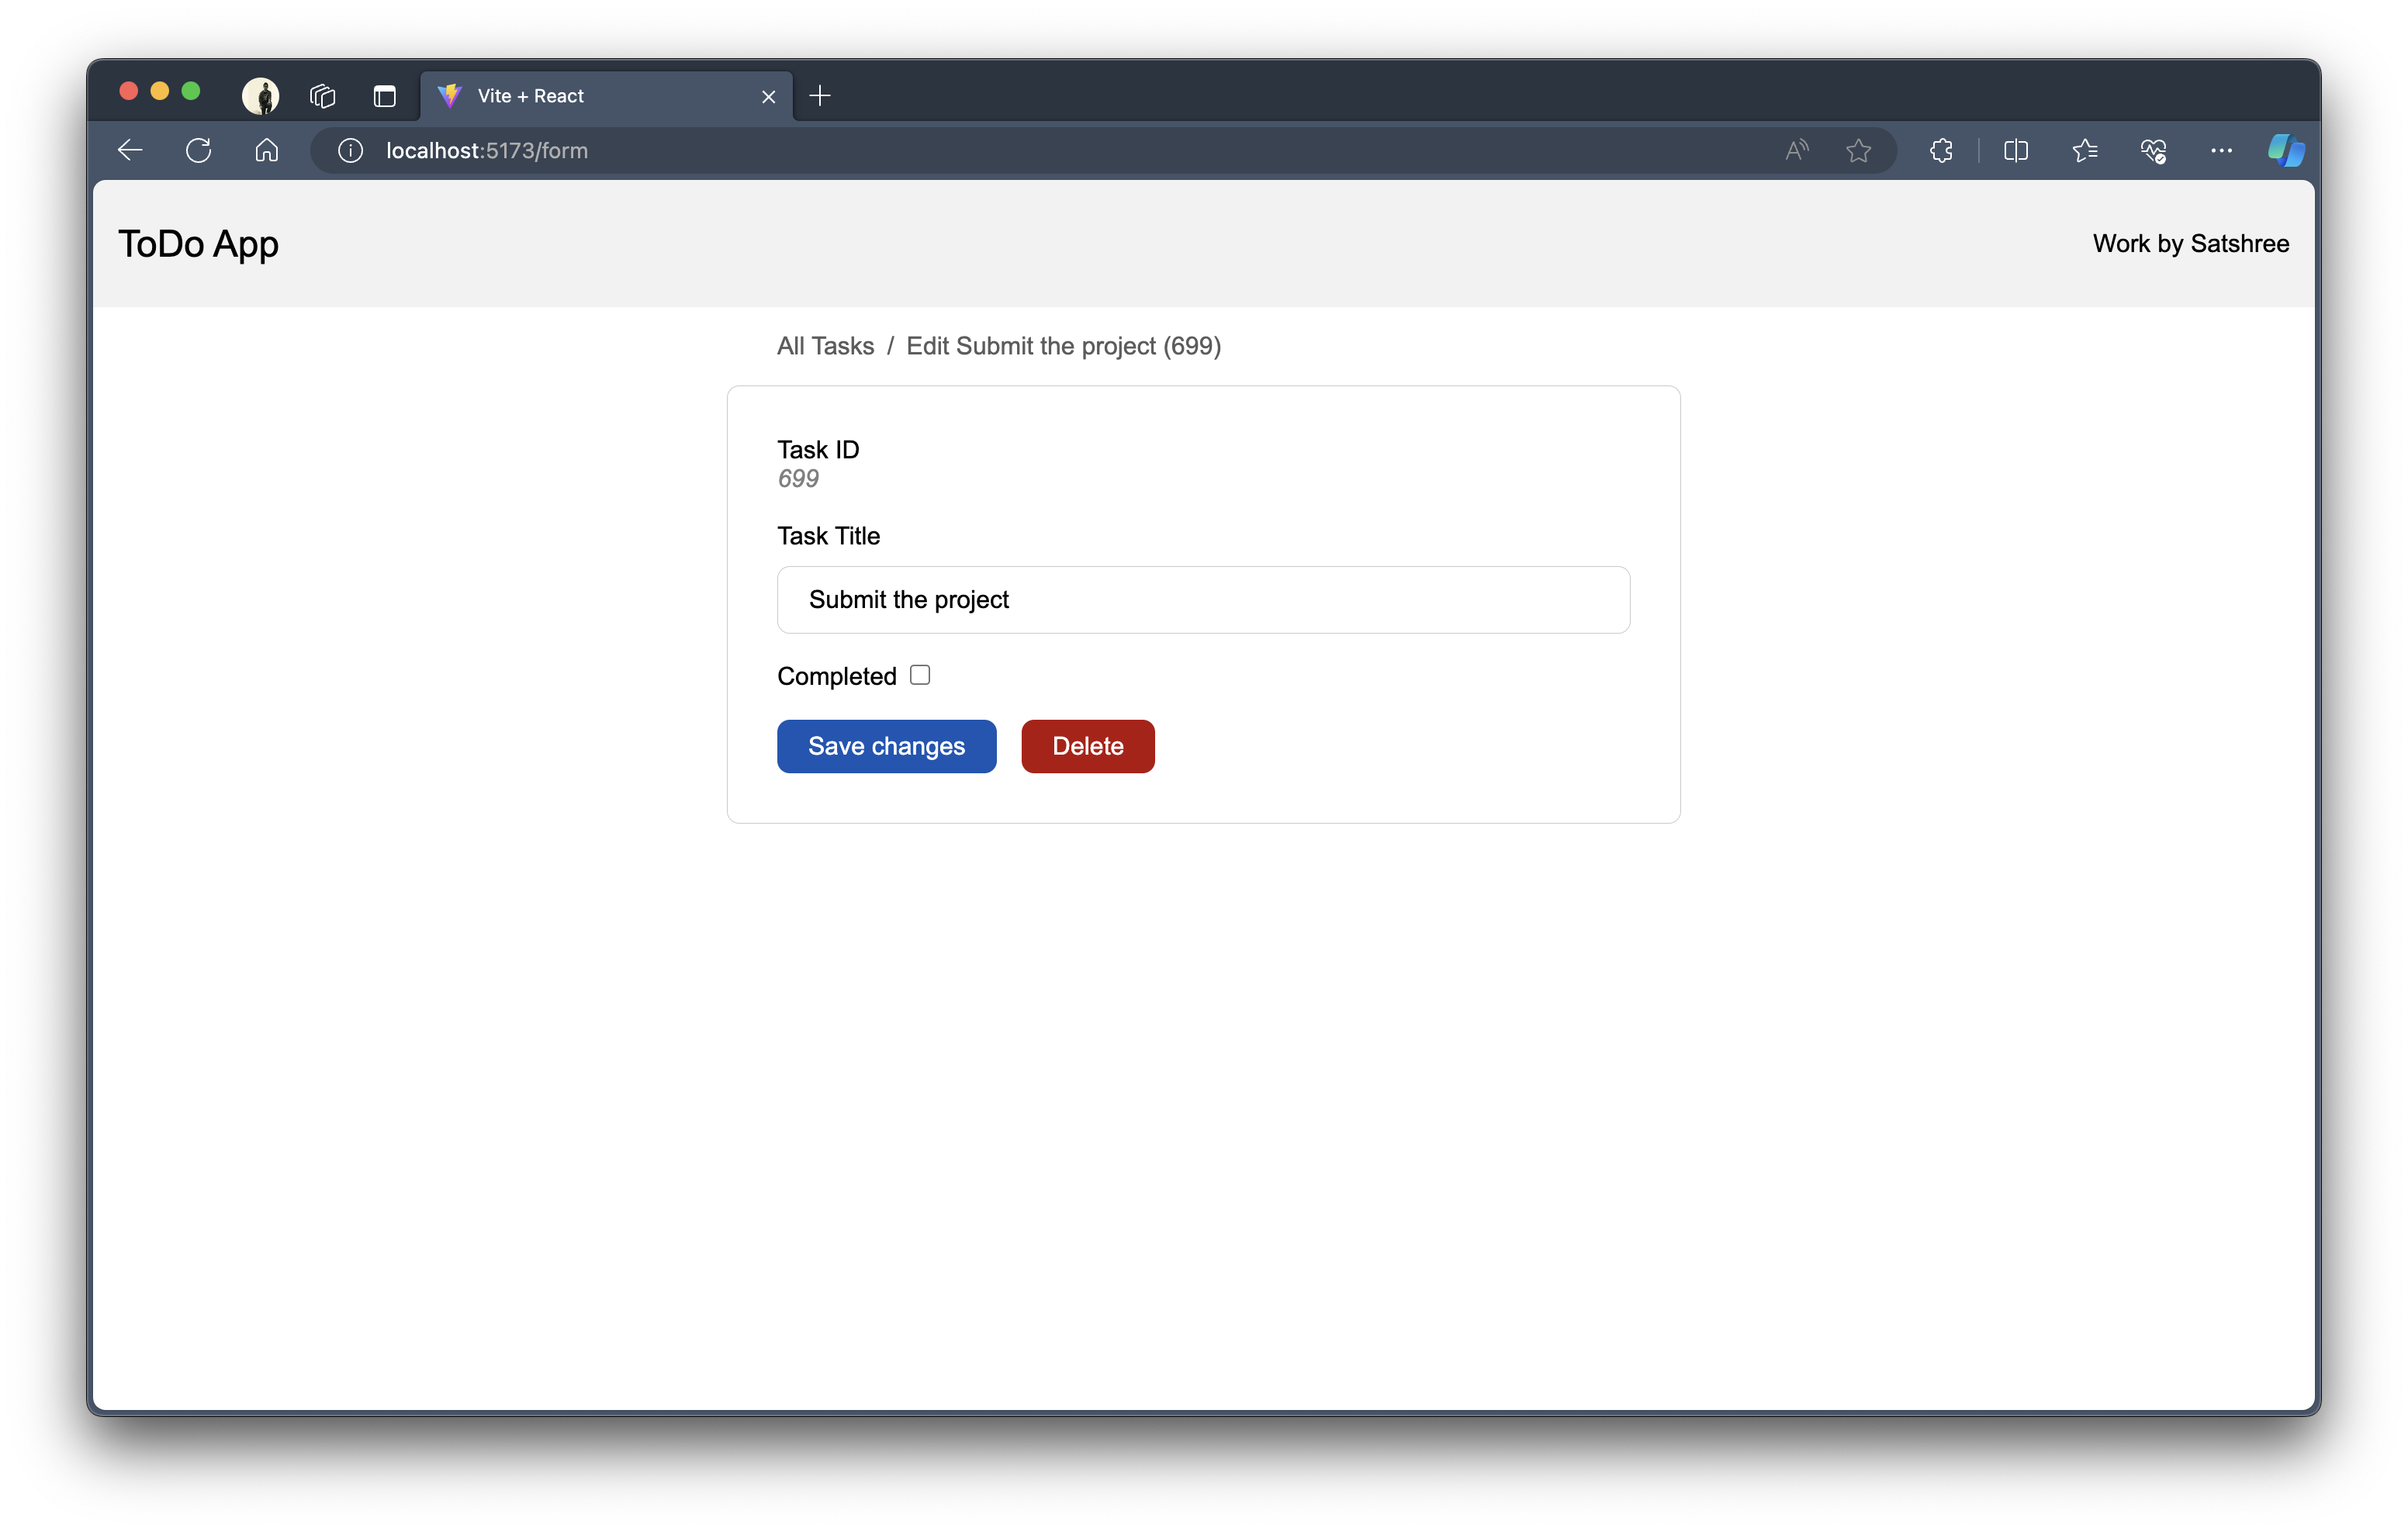 Vite + React
localhost:5173/form
ToDo App
Work by Satshree
All Tasks / Edit Submit the project (699)
Task ID
699
Task Title
Submit the project
Completed
Save changes
Delete